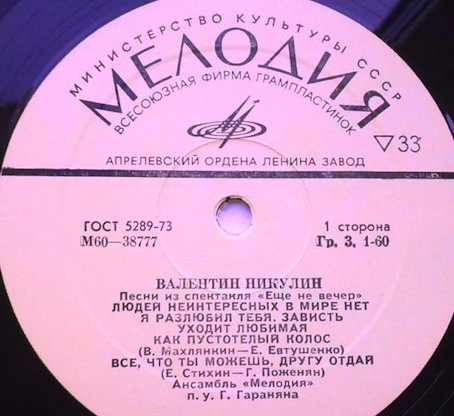 МИНИСТЕРСТВО КУЛЬТУРЫ СССР
МЕЛОДИЯ
ВСЕСОЮЗНАЯ ФИРМА ГРАМПЛАСТИНОК
▽33
АПРЕЛЕВСКИЙ ОРДЕНА ЛЕНИНА ЗАВОД
ГОСТ 5289-73
М60—38777
1 сторона
Гр. 3. 1-60
ВАЛЕНТИН НИКУЛИН
Песни из спектакля «Еще не вечер»
ЛЮДЕЙ НЕИНТЕРЕСНЫХ В МИРЕ НЕТ
Я РАЗЛЮБИЛ ТЕБЯ. ЗАВИСТЬ
УХОДИТ ЛЮБИМАЯ
КАК ПУСТОТЕЛЫЙ КОЛОС
(В. Махлянкин—Е. Евтушенко)
ВСЕ, ЧТО ТЫ МОЖЕШЬ, ДРУГУ ОТДАЙ
(Е. Стихин—Г. Поженян)
Ансамбль «Мелодия»
п. у. Г. Гараняна